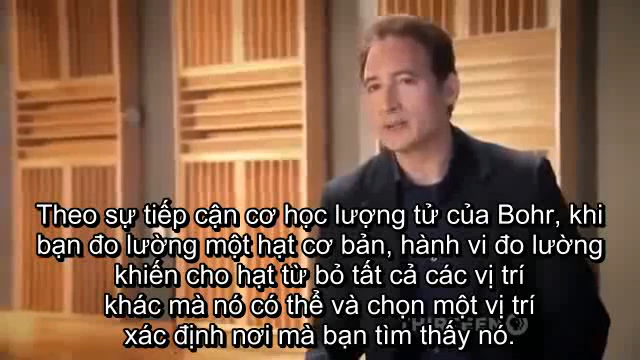 Theo sự tiếp cận cơ học lượng tử của Bohr, khi
bạn đo lường một hạt cơ bản, hành vi đo lường
khiến cho hạt từ bỏ tất cả các vị trí
khác mà nó có thể và chọn một vị trí
xác định nơi mà bạn tìm thấy nó.
THIRTEEN